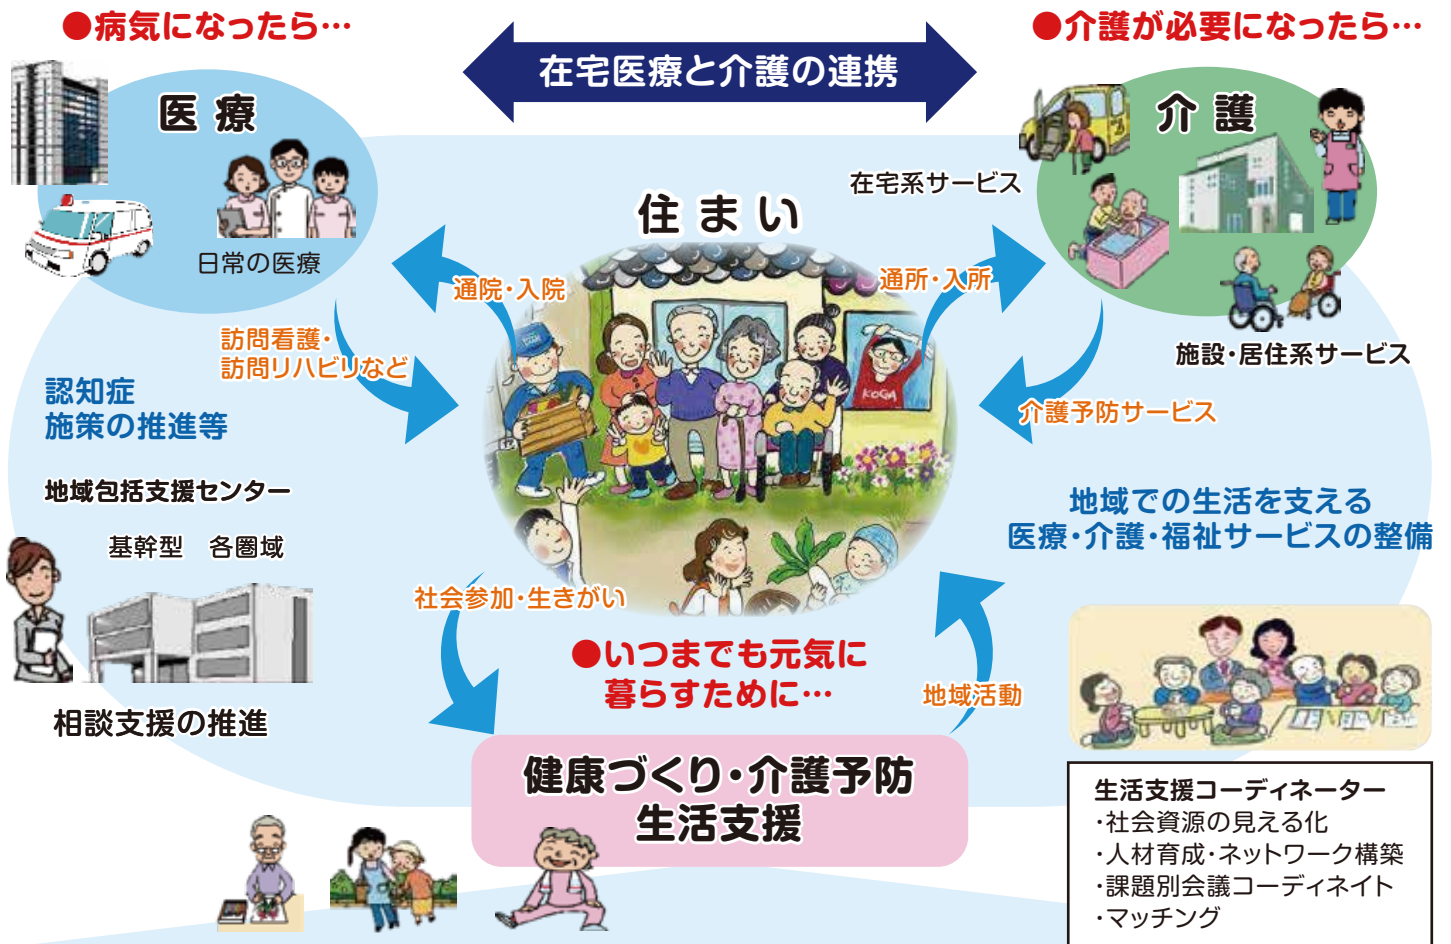 ●病気になったら…
●介護が必要になったら…
在宅医療と介護の連携
医療
介護
在宅系サービス
住まい
日常の医療
通院・入院
通所・入所
訪問看護・
訪問リハビリなど
施設・居住系サービス
認知症
施策の推進等
KOGA
介護予防サービス
地域包括支援センター
基幹型　各圏域
地域での生活を支える
医療・介護・福祉サービスの整備
社会参加・生きがい
●いつまでも元気に
暮らすために…
地域活動
相談支援の推進
健康づくり・介護予防
生活支援
生活支援コーディネーター
・社会資源の見える化
・人材育成・ネットワーク構築
・課題別会議コーディネイト
・マッチング